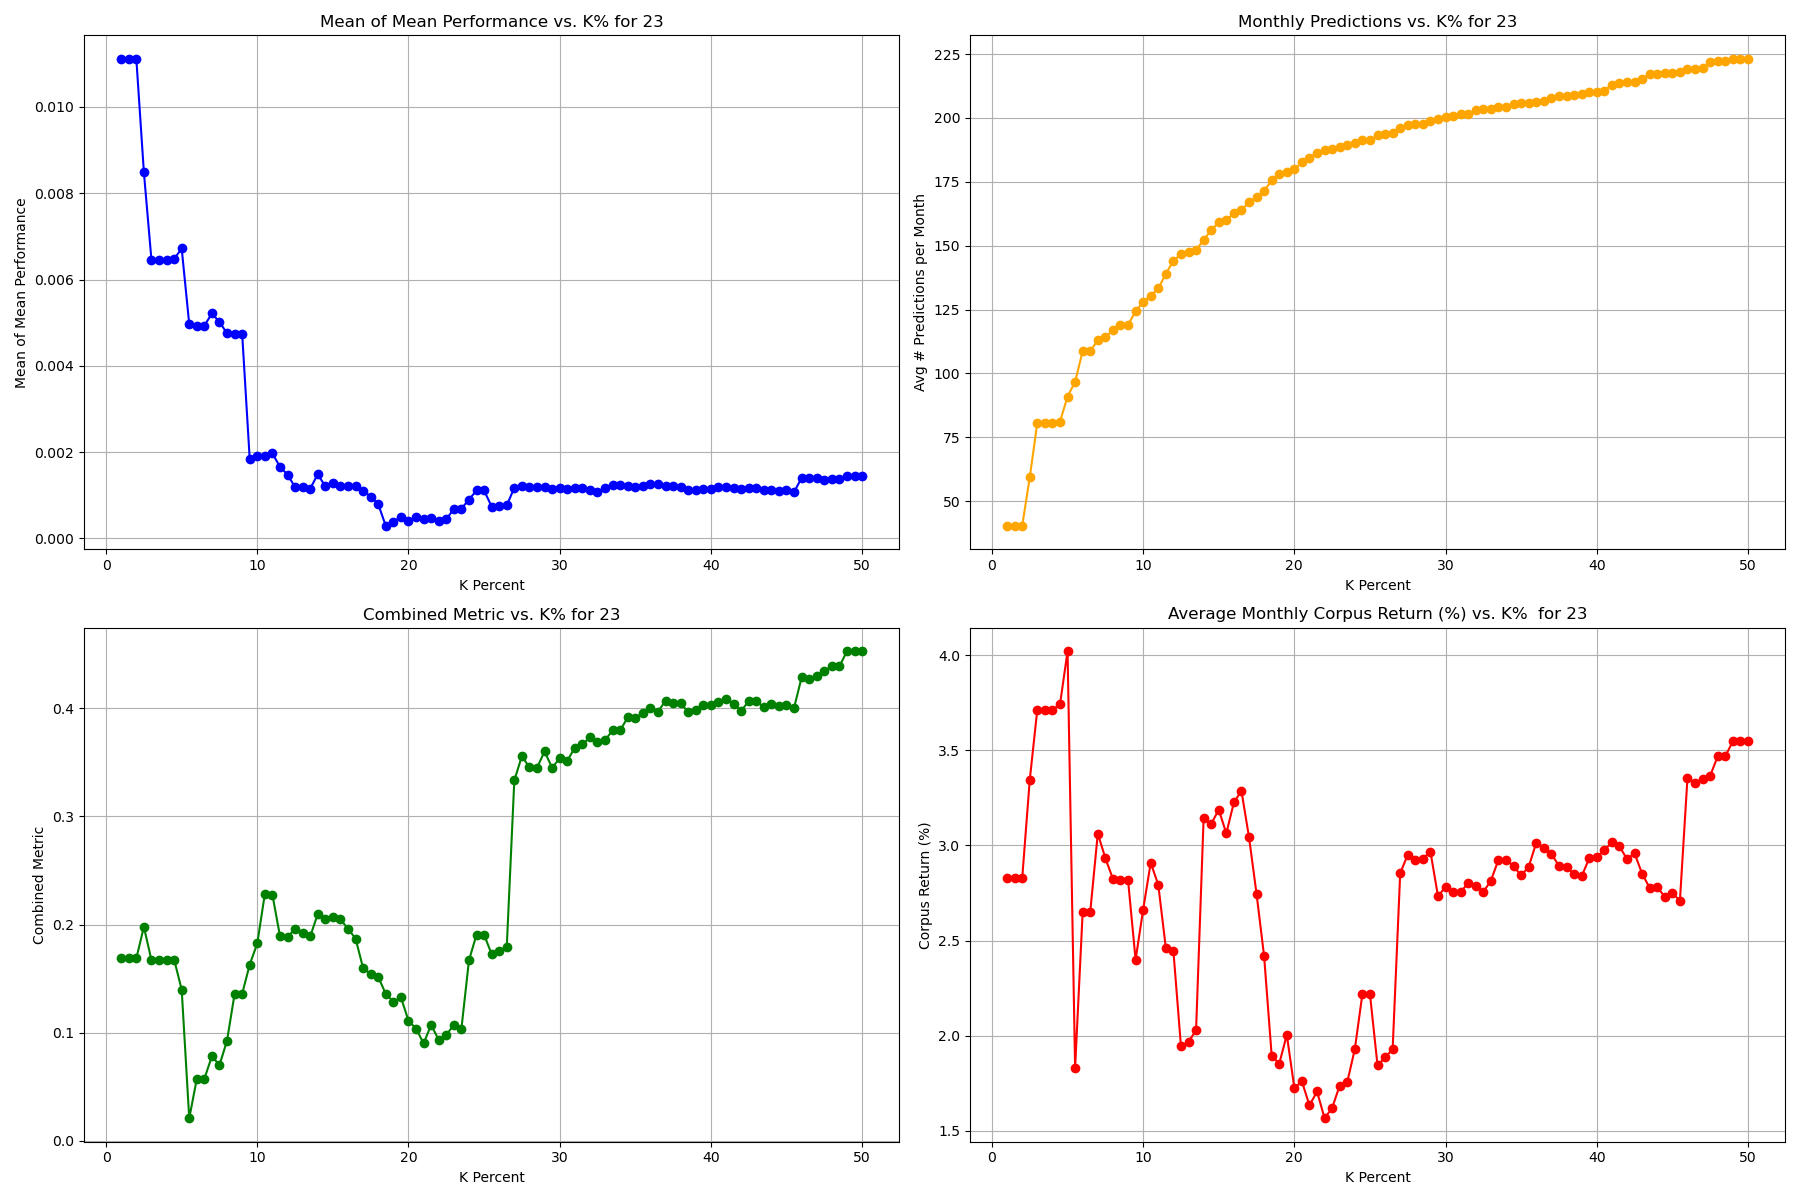 Mean of Mean Performance vs. K% for 23
Mean of Mean Performance
0.010
0.008
0.006
0.004
0.002
0.000
0 10 20 30 40 50
K Percent
Monthly Predictions vs. K% for 23
Avg # Predictions per Month
225
200
175
150
125
100
75
50
0 10 20 30 40 50
K Percent
Combined Metric vs. K% for 23
Combined Metric
0.4
0.3
0.2
0.1
0.0
0 10 20 30 40 50
K Percent
Average Monthly Corpus Return (%) vs. K%  for 23
Corpus Return (%)
4.0
3.5
3.0
2.5
2.0
1.5
0 10 20 30 40 50
K Percent